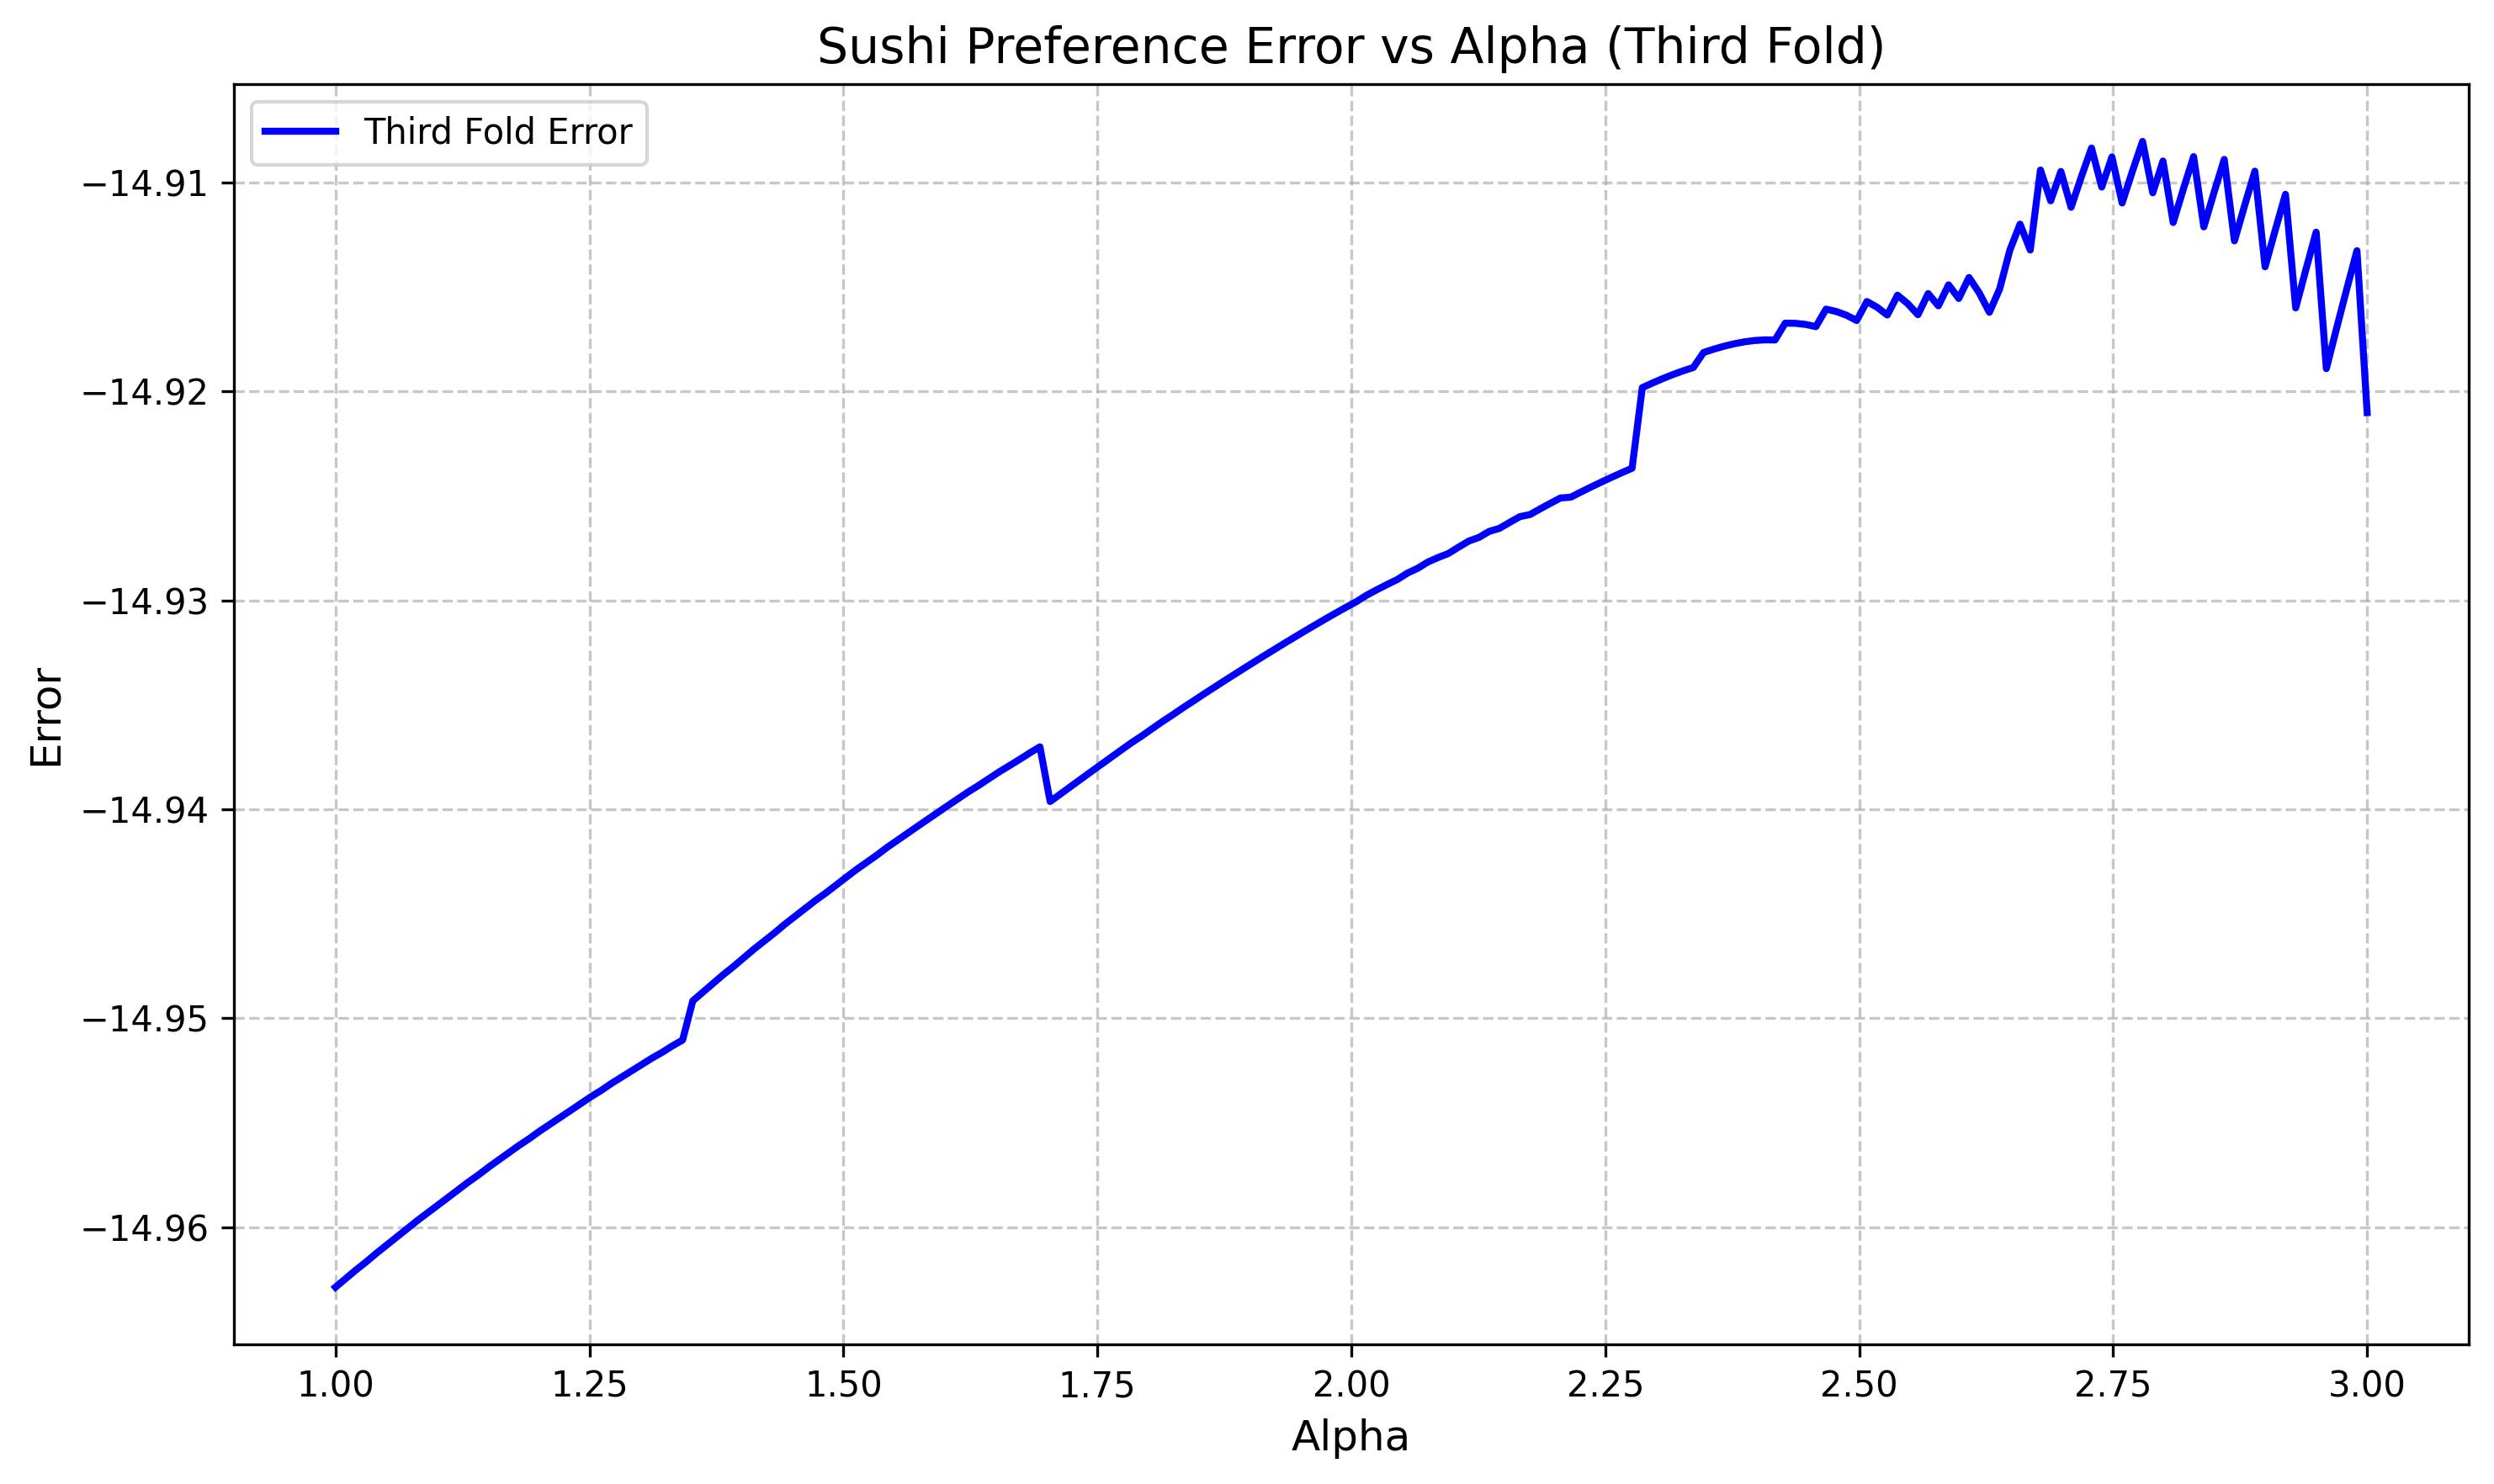 Sushi Preference Error vs Alpha (Third Fold)
Third Fold Error
Error
−14.91
−14.92
−14.93
−14.94
−14.95
−14.96
1.00 1.25 1.50 1.75 2.00 2.25 2.50 2.75 3.00
Alpha